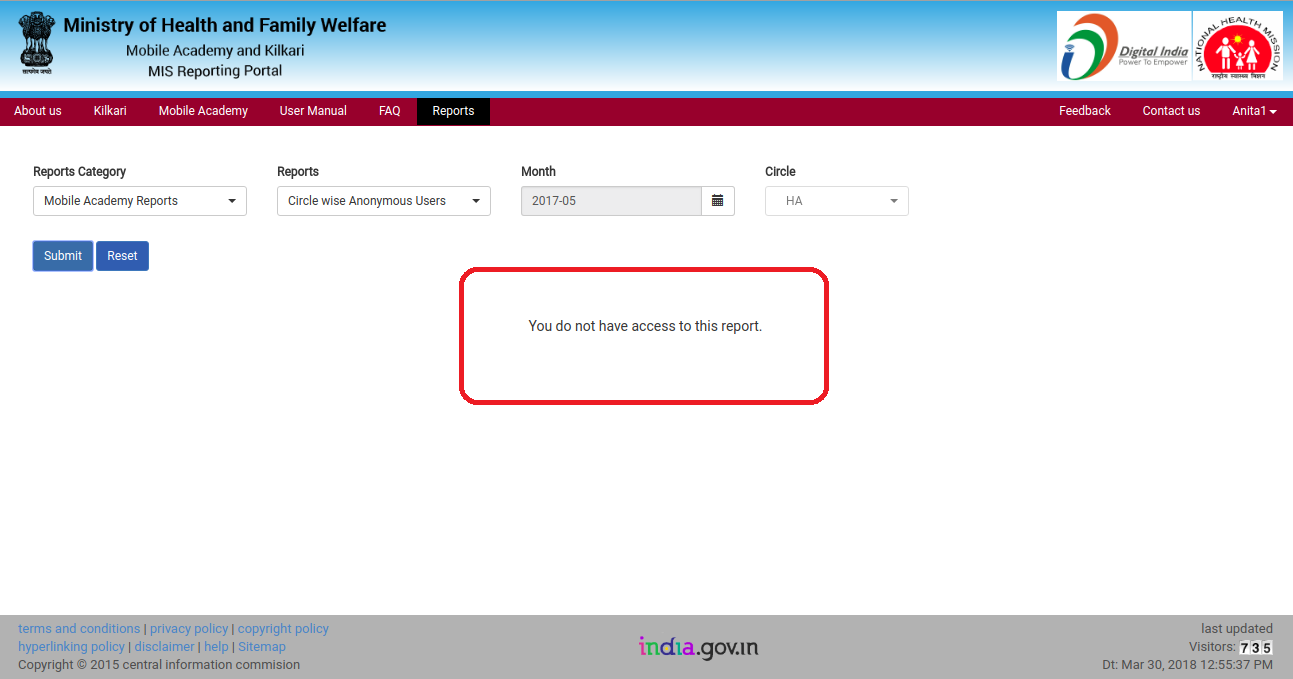 Ministry of Health and Family Welfare
Mobile Academy and Kilkari
MIS Reporting Portal
सत्यमेव जयते
Digital India
Power To Empower
NATIONAL HEALTH MISSION
राष्ट्रीय स्वास्थ्य मिशन
About us Kilkari Mobile Academy User Manual FAQ Reports Feedback Contact us Anita1
Reports Category Reports Month Circle
Mobile Academy Reports Circle wise Anonymous Users 2017-05 HA
Submit Reset
You do not have access to this report.
terms and conditions | privacy policy | copyright policy
hyperlinking policy | disclaimer | help | Sitemap
Copyright © 2015 central information commision
india.gov.in
last updated
Visitors: 735
Dt: Mar 30, 2018 12:55:37 PM